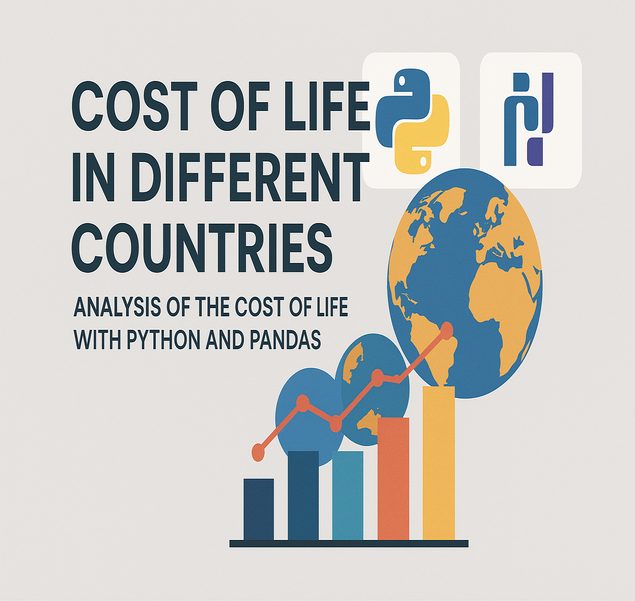 COST OF LIFE
IN DIFFERENT
COUNTRIES
ANALYSIS OF THE COST OF LIFE
WITH PYTHON AND PANDAS